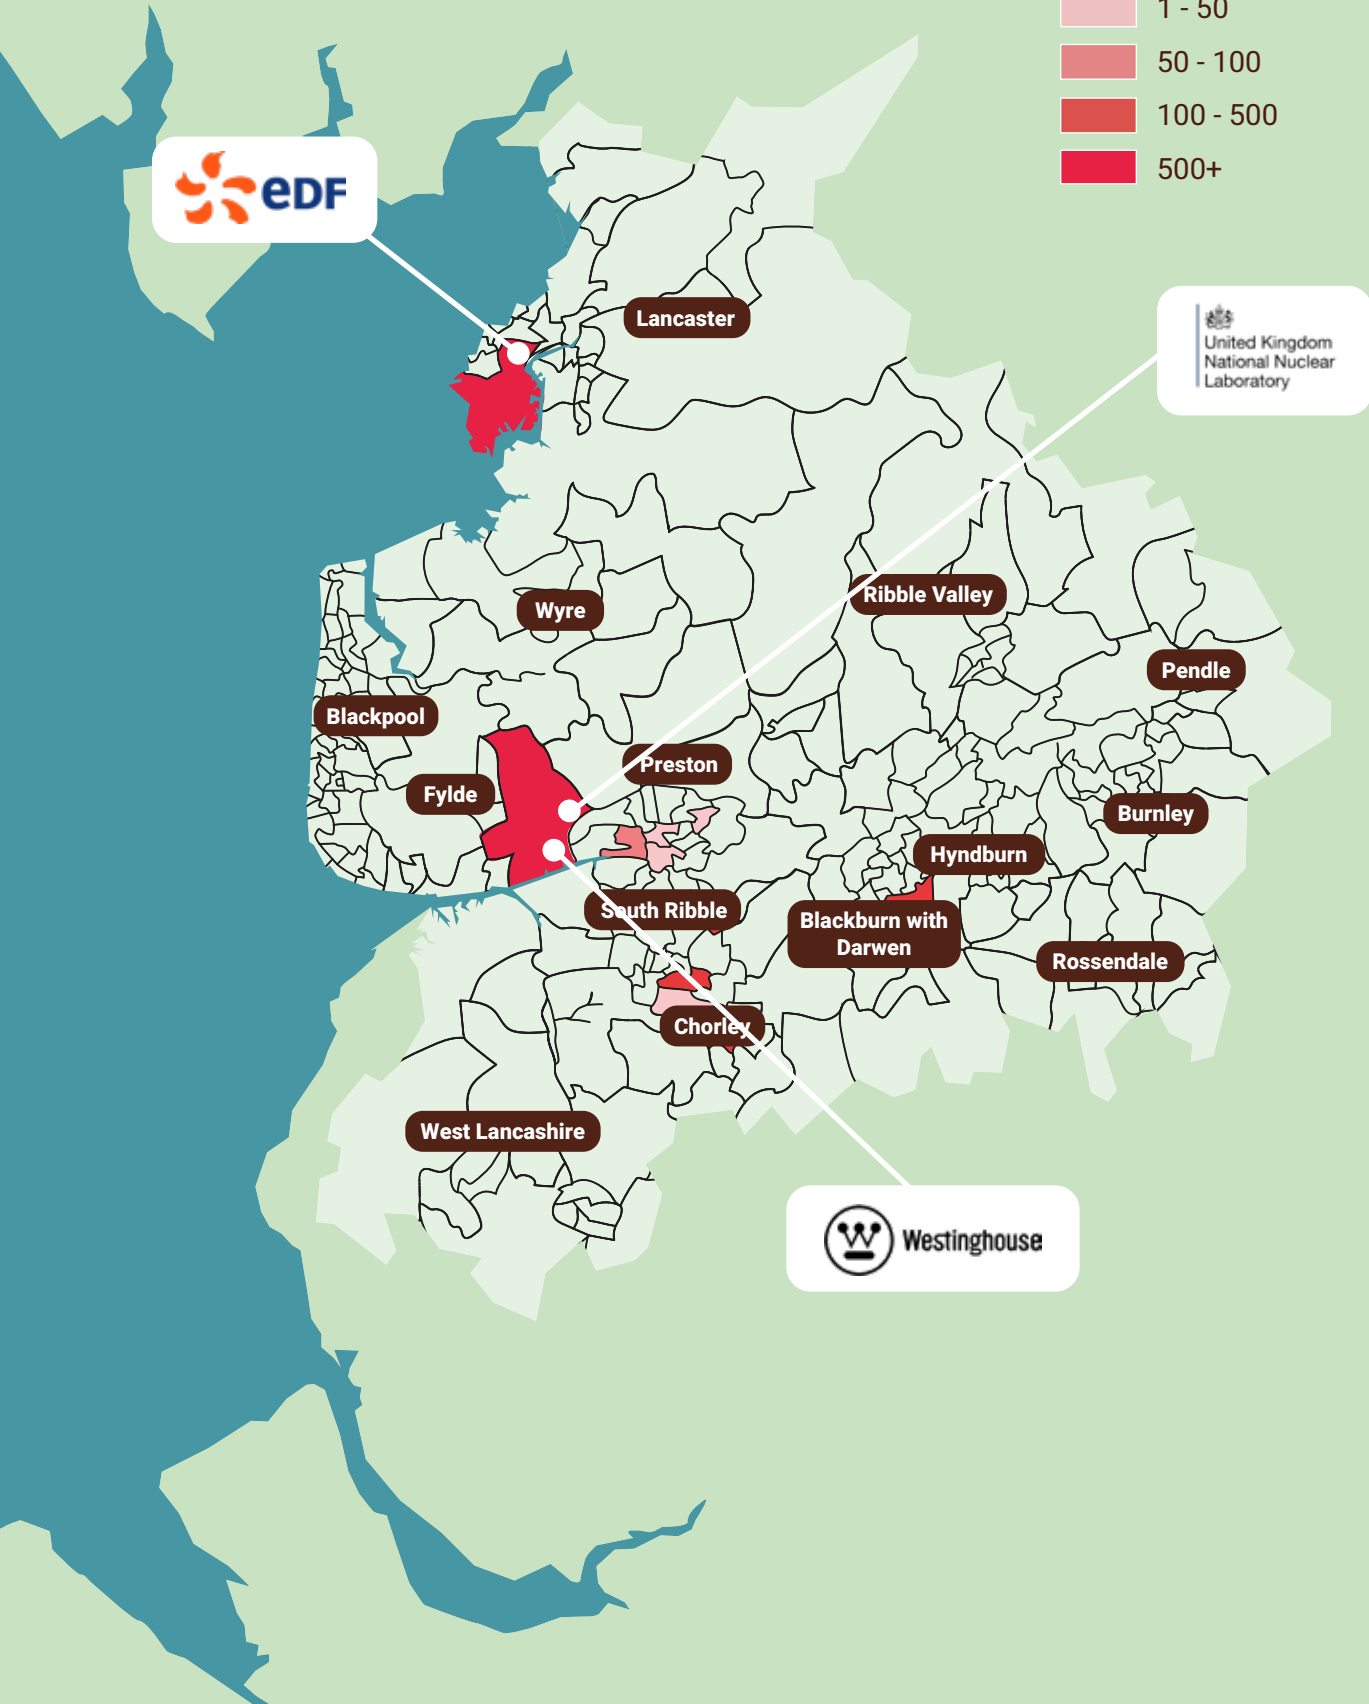 1 - 50
50 - 100
100 - 500
500+
eDF
Lancaster
United Kingdom
National Nuclear
Laboratory
Wyre
Ribble Valley
Pendle
Blackpool
Preston
Fylde
Burnley
Hyndburn
South Ribble
Blackburn with
Darwen
Rossendale
Chorley
West Lancashire
W
Westinghouse